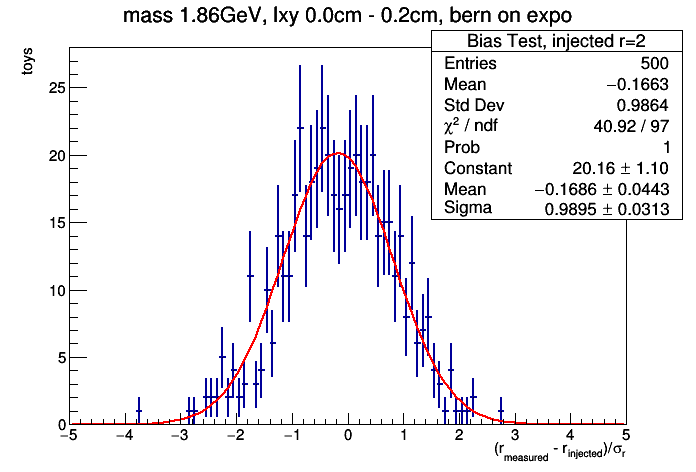 mass 1.86GeV, lxy 0.0cm - 0.2cm, bern on expo
Bias Test, injected r=2
Entries 500
Mean −0.1663
Std Dev 0.9864
χ² / ndf 40.92 / 97
Prob 1
Constant 20.16 ± 1.10
Mean −0.1686 ± 0.0443
Sigma 0.9895 ± 0.0313
toys
25
20
15
10
5
0
−5 −4 −3 −2 −1 0 1 2 3 4 5
(r_measured - r_injected)/σ_r